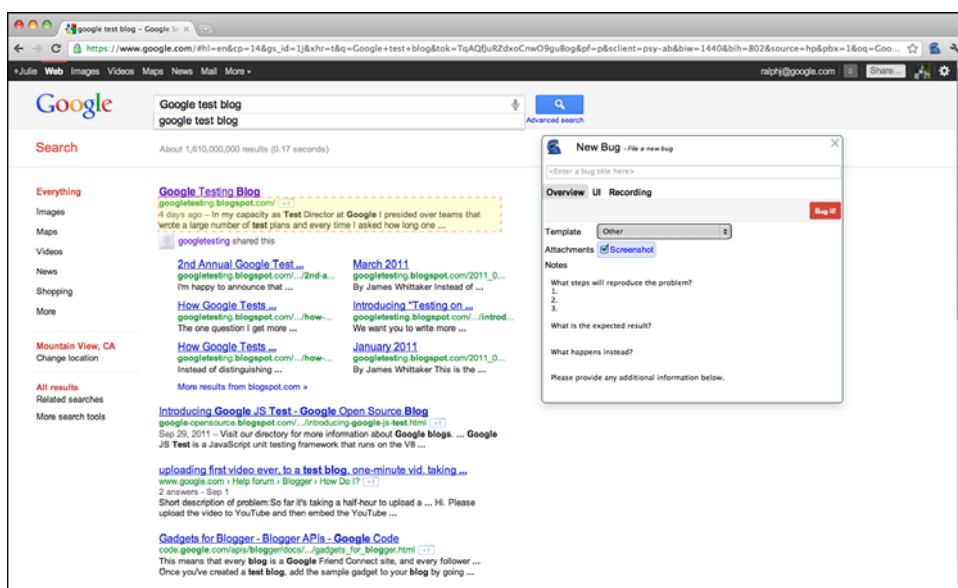 google test blog – Google Se
https://www.google.com/#hl=en&cp=14&gs_id=1j&xhr=t&q=Google+test+blog&tok=
+Julie Web Images Videos Maps News Mail More
ralphj@google.com Share...
Google
Google test blog
google test blog
Advanced search
Search
About 1,610,000,000 results (0.17 seconds)
Everything
Images
Maps
Videos
News
Shopping
More
Mountain View, CA
Change location
All results
Related searches
More search tools
Google Testing Blog
googletesting.blogspot.com/ +1
4 days ago – In my capacity as Test Director at Google I presided over teams that
wrote a large number of test plans and every time I asked how long one ...
googletesting shared this
2nd Annual Google Test ...
googletesting.blogspot.com/.../2nd-a...
I'm happy to announce that ...
March 2011
googletesting.blogspot.com/2011_0...
By James Whittaker Instead of ...
How Google Tests ...
googletesting.blogspot.com/.../how-...
The one question I get more ...
Introducing "Testing on ...
googletesting.blogspot.com/.../introd...
We want you to write more ...
How Google Tests ...
googletesting.blogspot.com/.../how-...
Instead of distinguishing ...
January 2011
googletesting.blogspot.com/2011_0...
By James Whittaker This is the ...
More results from blogspot.com »
Introducing Google JS Test - Google Open Source Blog
google-opensource.blogspot.com/.../introducing-google-js-test.html +1
Sep 29, 2011 – Visit our directory for more information about Google blogs. ... Google
JS Test is a JavaScript unit testing framework that runs on the V8 ...
uploading first video ever, to a test blog, one-minute vid, taking ...
www.google.com › Help forum › Blogger › How Do I? +1
2 answers - Sep 1
Short description of problem:So far it's taking a half-hour to upload a ... Hi. Please
upload the video to YouTube and then embed the YouTube ...
Gadgets for Blogger - Blogger APIs - Google Code
code.google.com/apis/blogger/docs/.../gadgets_for_blogger.html +1
This means that every blog is a Google Friend Connect site, and every follower ...
Once you've created a test blog, add the sample gadget to your blog by going ...
New Bug - File a new bug
<Enter a bug title here>
Overview UI Recording
Bug it!
Template Other
Attachments Screenshot
Notes
What steps will reproduce the problem?
1.
2.
3.
What is the expected result?
What happens instead?
Please provide any additional information below.